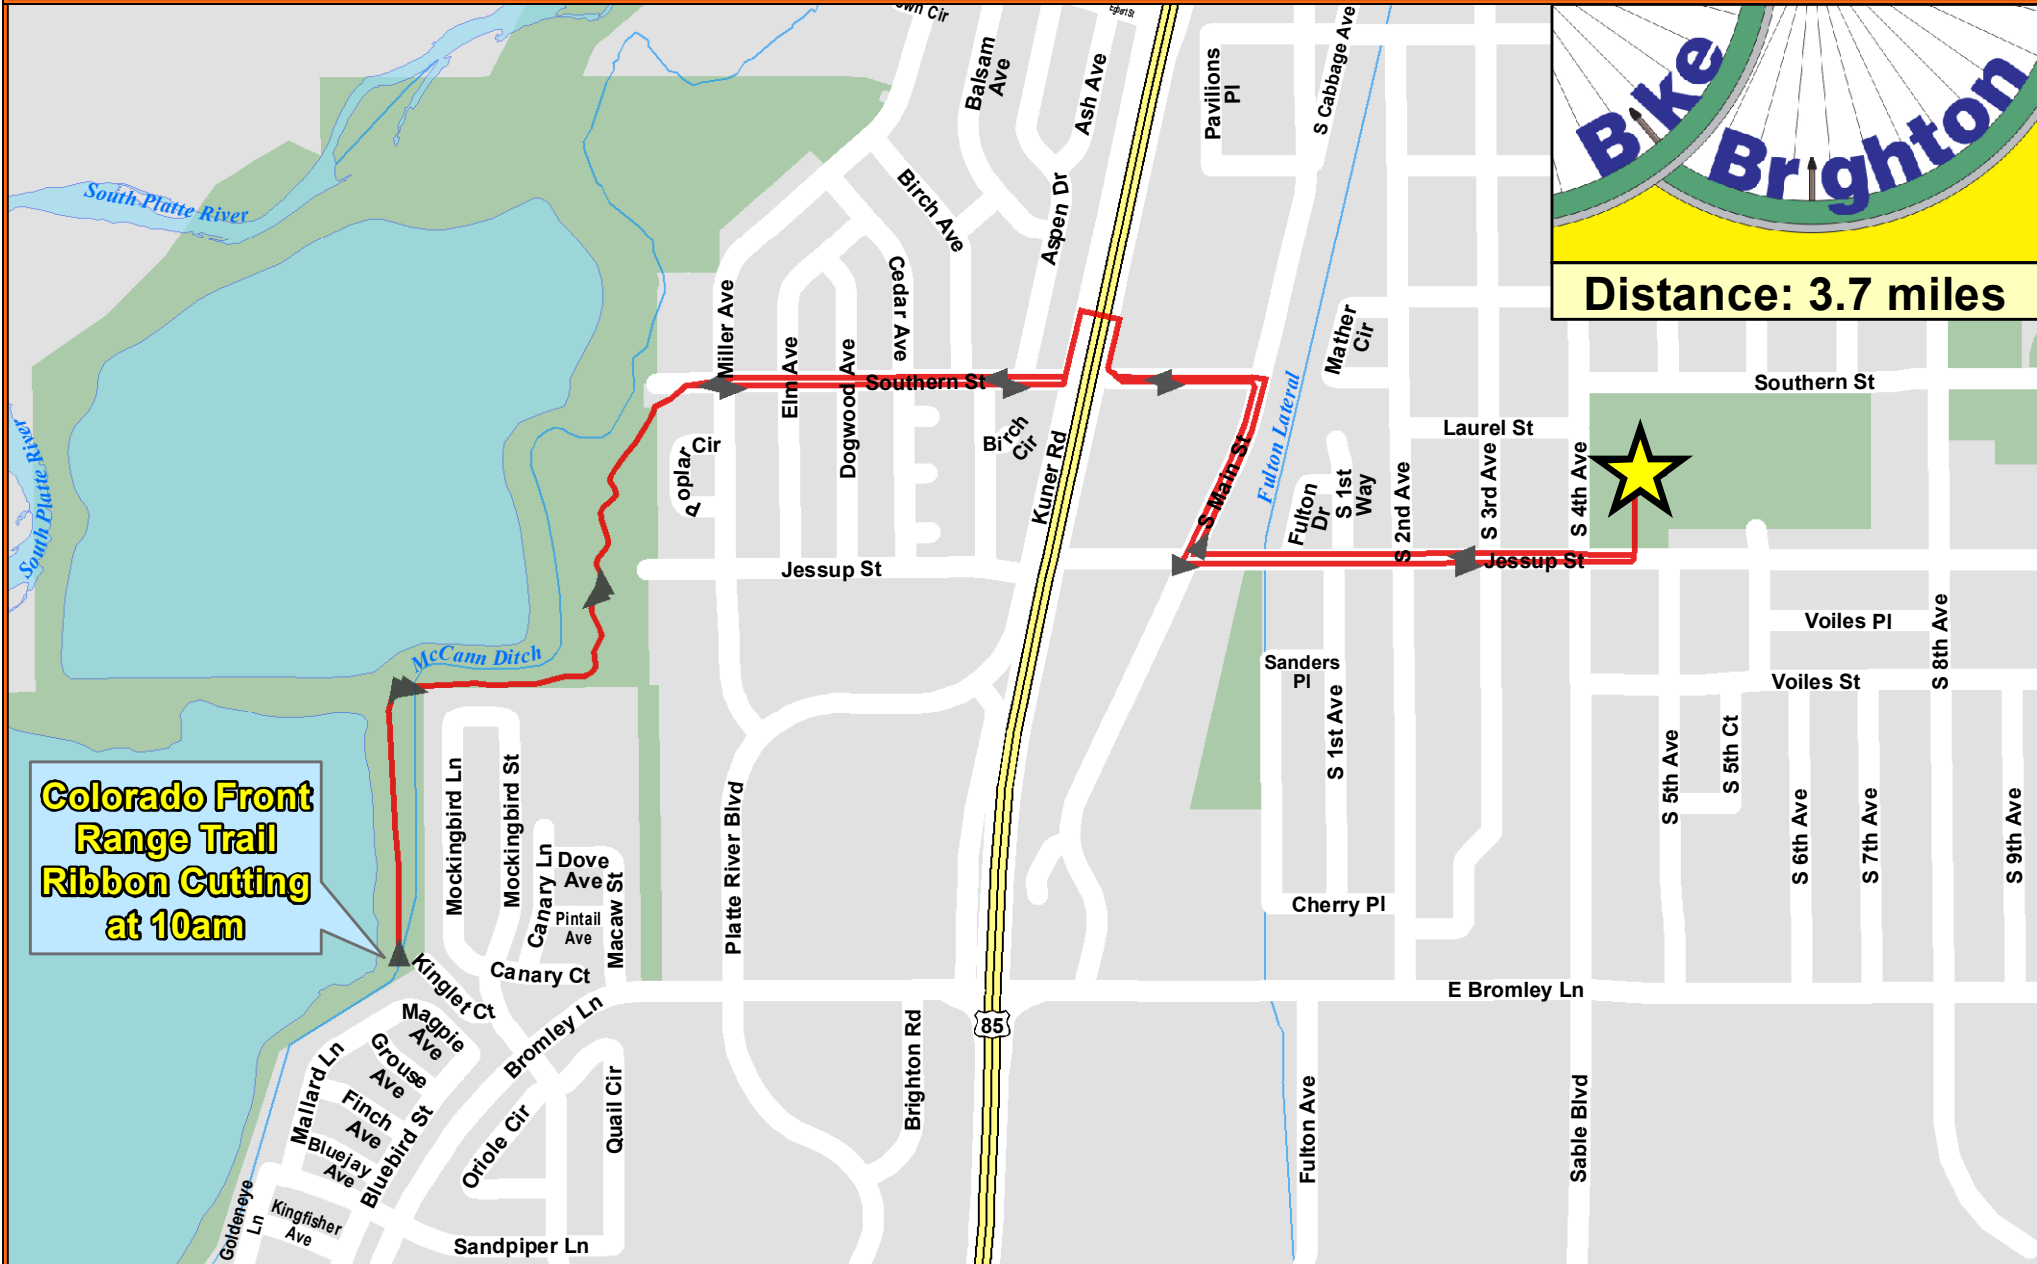 own Cir
Egbert St
Balsam
Ave
Ash Ave
Pavilions
Pl
S Cabbage Ave
Bike
Brighton
Distance: 3.7 miles
South Platte River
Birch Ave
Aspen Dr
Miller Ave
Cedar Ave
Elm Ave
Dogwood Ave
Southern St
Mather
Cir
Southern St
Fulton Lateral
Laurel St
Poplar
Cir
Birch
Cir
Kuner Rd
S Main St
Fulton
Dr
S 1st
Way
S 2nd Ave
S 3rd Ave
S 4th Ave
South Platte River
Jessup St
Jessup St
Voiles Pl
S 8th Ave
McCann Ditch
Sanders
Pl
Voiles St
S 1st Ave
S 5th Ave
S 5th Ct
S 6th Ave
S 7th Ave
S 9th Ave
Colorado Front
Range Trail
Ribbon Cutting
at 10am
Mockingbird Ln
Mockingbird St
Canary Ln
Dove
Ave
Pintail
Ave
Macaw St
Platte River Blvd
Cherry Pl
Canary Ct
Kinglet Ct
E Bromley Ln
Magpie
Ave
Bromley Ln
85
Brighton Rd
Grouse
Ave
Mallard Ln
Finch
Ave
Bluejay
Ave
Bluebird St
Oriole Cir
Quail Cir
Fulton Ave
Sable Blvd
Goldeneye
Ln
Kingfisher
Ave
Sandpiper Ln